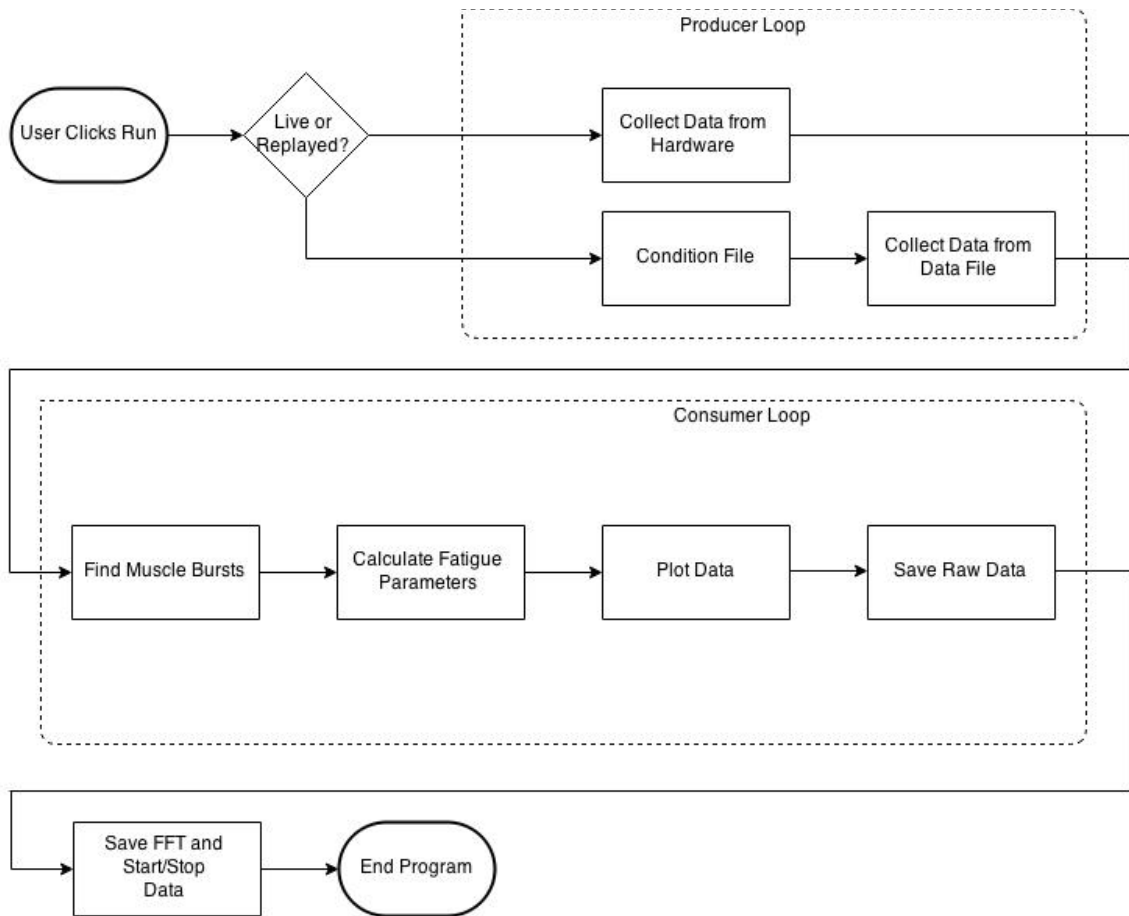 Producer Loop
User Clicks Run
Live or
Replayed?
Collect Data from
Hardware
Condition File
Collect Data from
Data File
Consumer Loop
Find Muscle Bursts
Calculate Fatigue
Parameters
Plot Data
Save Raw Data
Save FFT and
Start/Stop
Data
End Program